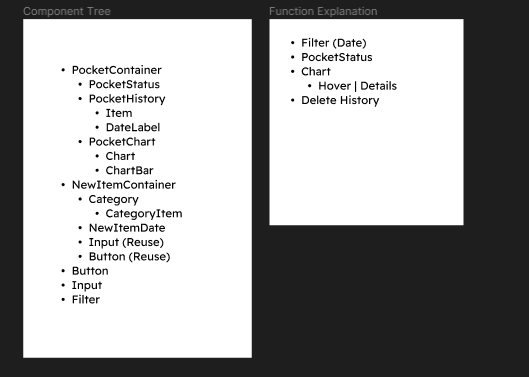 Component Tree
• PocketContainer
• PocketStatus
• PocketHistory
• Item
• DateLabel
• PocketChart
• Chart
• ChartBar
• NewItemContainer
• Category
• CategoryItem
• NewItemDate
• Input (Reuse)
• Button (Reuse)
• Button
• Input
• Filter
Function Explanation
• Filter (Date)
• PocketStatus
• Chart
• Hover | Details
• Delete History